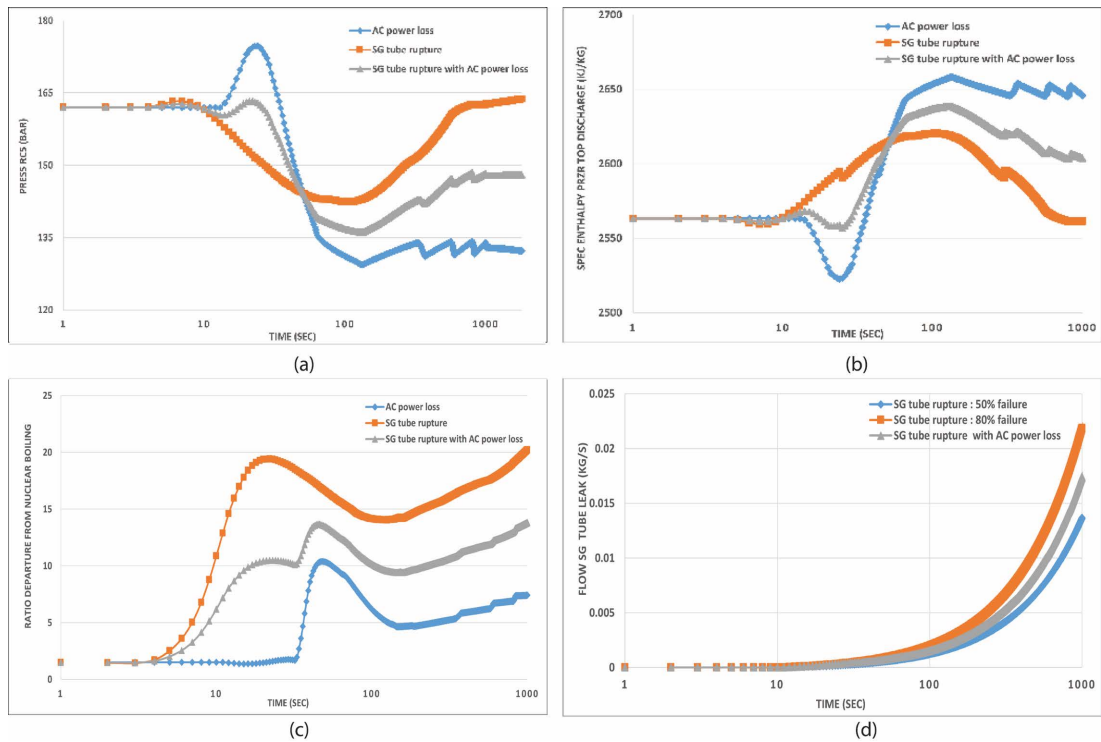 180
165
150
135
120
PRESS RCS (BAR)
1
10
100
1000
TIME (SEC)
AC power loss
SG tube rupture
SG tube rupture with AC power loss
(a)
2700
2650
2600
2550
2500
SPEC ENTHALPY PRZR TOP DISCHARGE (KJ/KG)
1
10
100
1000
TIME (SEC)
AC power loss
SG tube rupture
SG tube rupture with AC power loss
(b)
25
20
15
10
5
0
RATIO DEPARTURE FROM NUCLEAR BOILING
1
10
100
1000
TIME (SEC)
AC power loss
SG tube rupture
SG tube rupture with AC power loss
(c)
0.025
0.02
0.015
0.01
0.005
0
FLOW SG TUBE LEAK (KG/S)
1
10
100
1000
TIME (SEC)
SG tube rupture : 50% failure
SG tube rupture : 80% failure
SG tube rupture with AC power loss
(d)